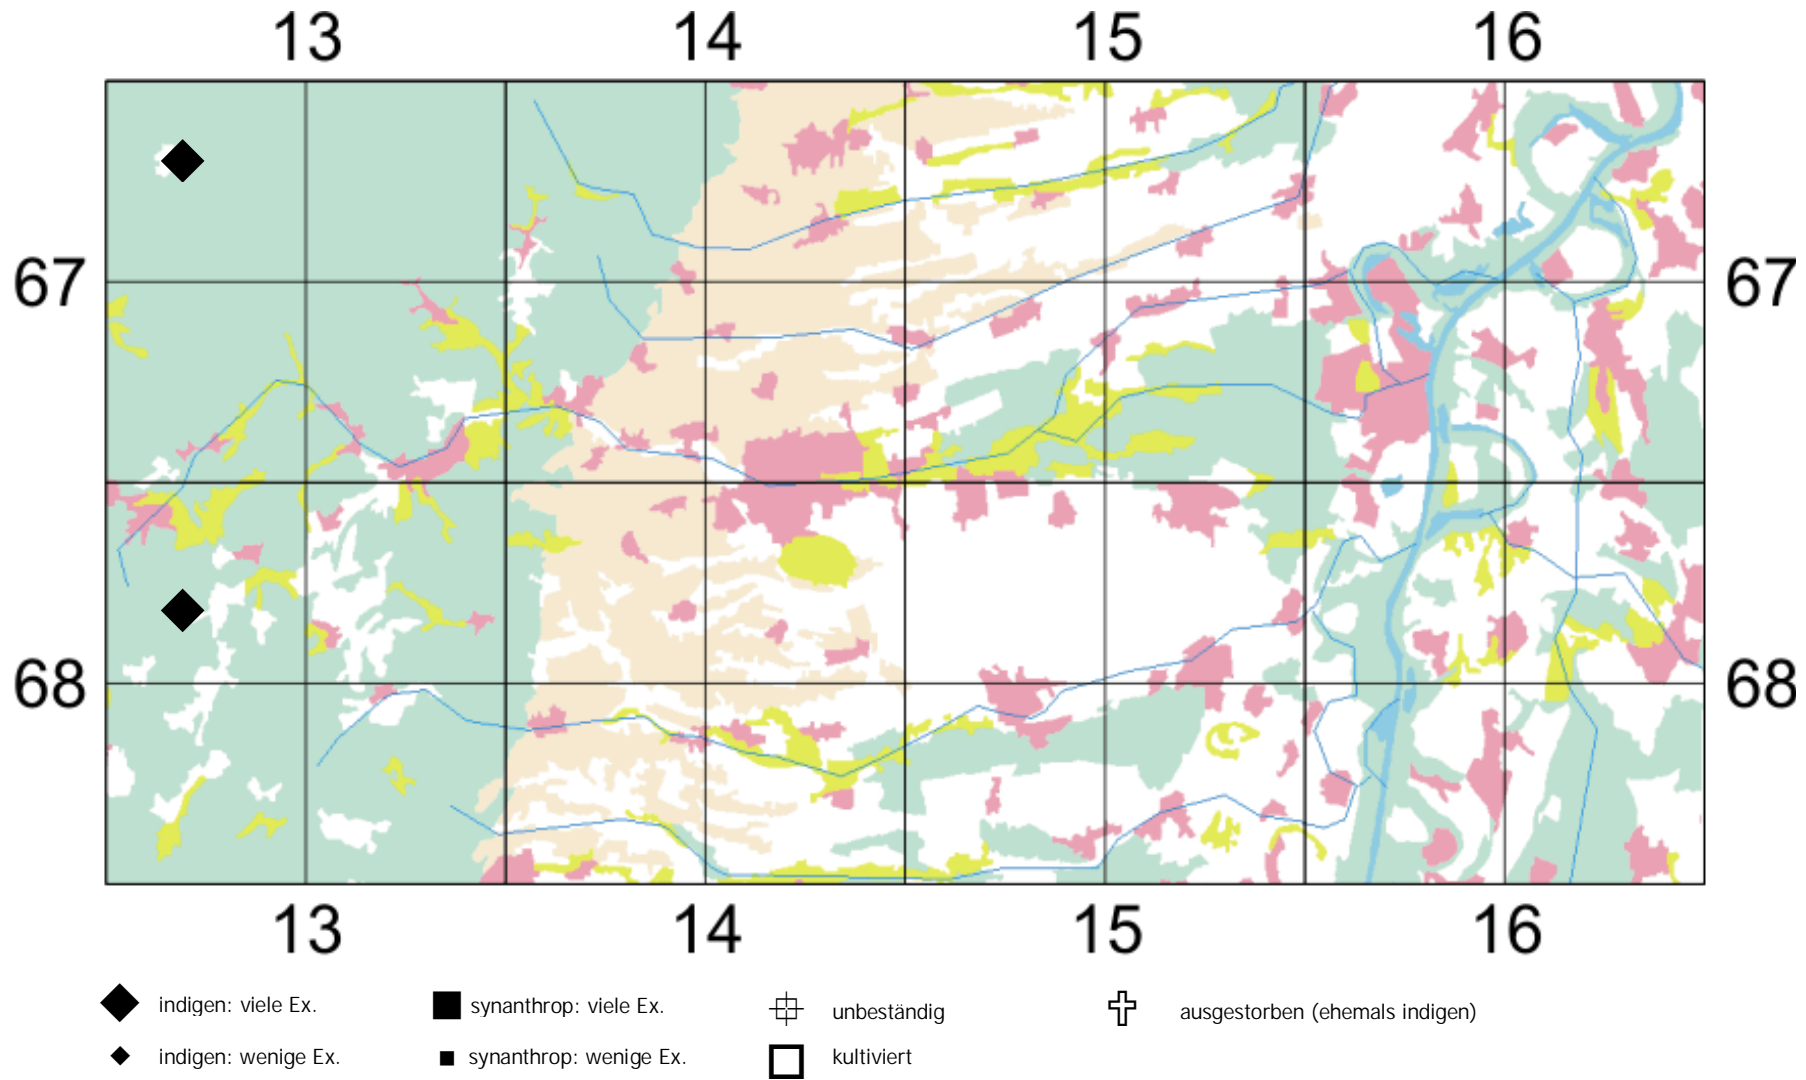 13 14 15 16
67 67
68 68
13 14 15 16
indigen: viele Ex. synanthrop: viele Ex. unbeständig ausgestorben (ehemals indigen)
indigen: wenige Ex. synanthrop: wenige Ex. kultiviert